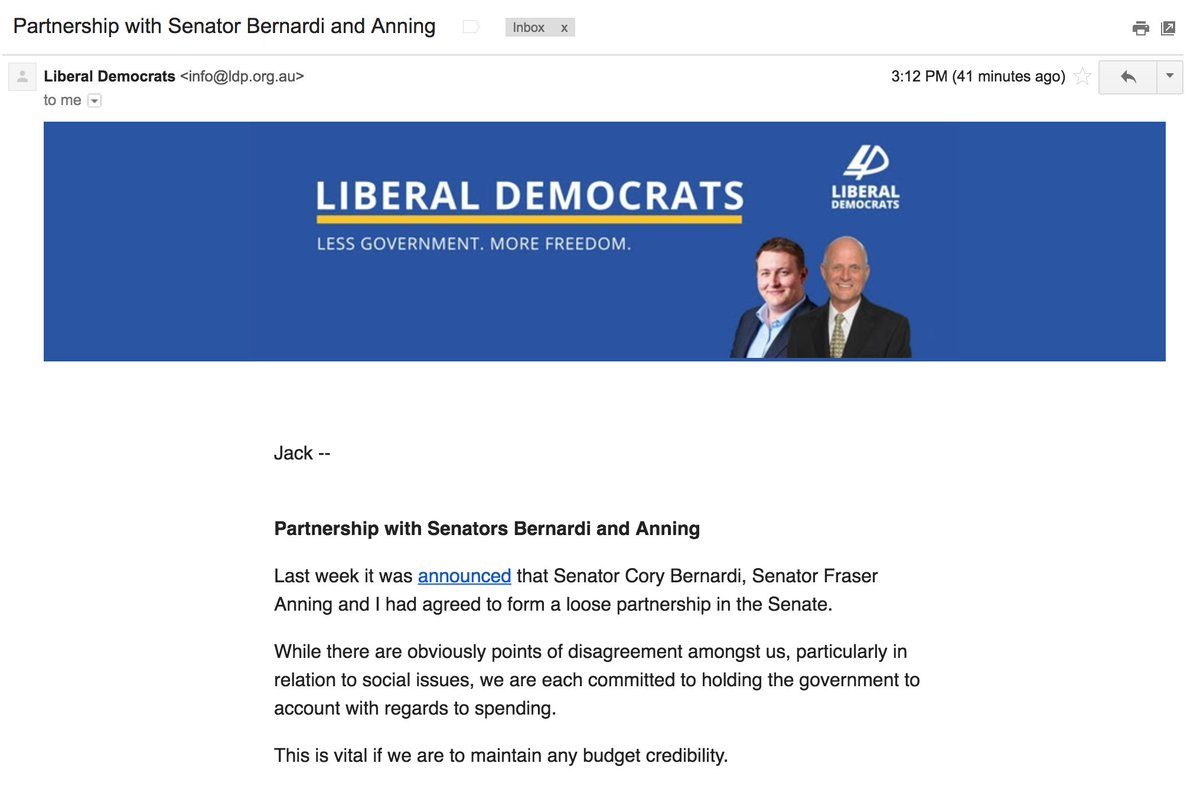 Partnership with Senator Bernardi and Anning
Inbox x
Liberal Democrats <info@ldp.org.au>
3:12 PM (41 minutes ago)
to me
LIBERAL DEMOCRATS
LESS GOVERNMENT. MORE FREEDOM.
LIBERAL
DEMOCRATS
Jack --
Partnership with Senators Bernardi and Anning
Last week it was announced that Senator Cory Bernardi, Senator Fraser
Anning and I had agreed to form a loose partnership in the Senate.
While there are obviously points of disagreement amongst us, particularly in
relation to social issues, we are each committed to holding the government to
account with regards to spending.
This is vital if we are to maintain any budget credibility.